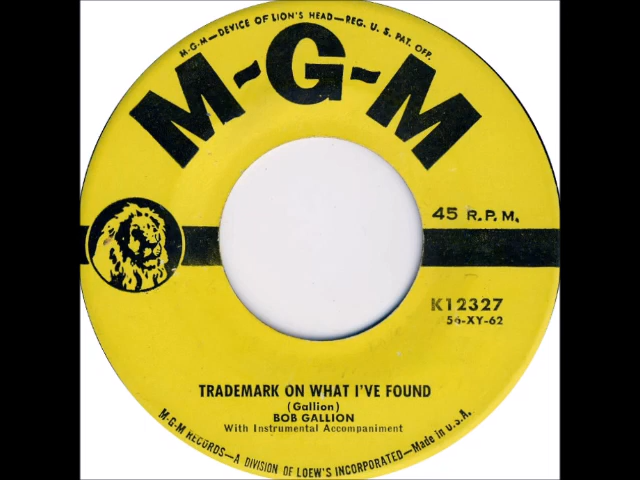 M-G-M—DEVICE OF LION'S HEAD—REG. U. S. PAT. OFF.
M-G-M
45 R.P.M.
K12327
56-XY-62
TRADEMARK ON WHAT I'VE FOUND
(Gallion)
BOB GALLION
With Instrumental Accompaniment
M-G-M RECORDS—A DIVISION OF LOEW'S INCORPORATED—Made in U.S.A.